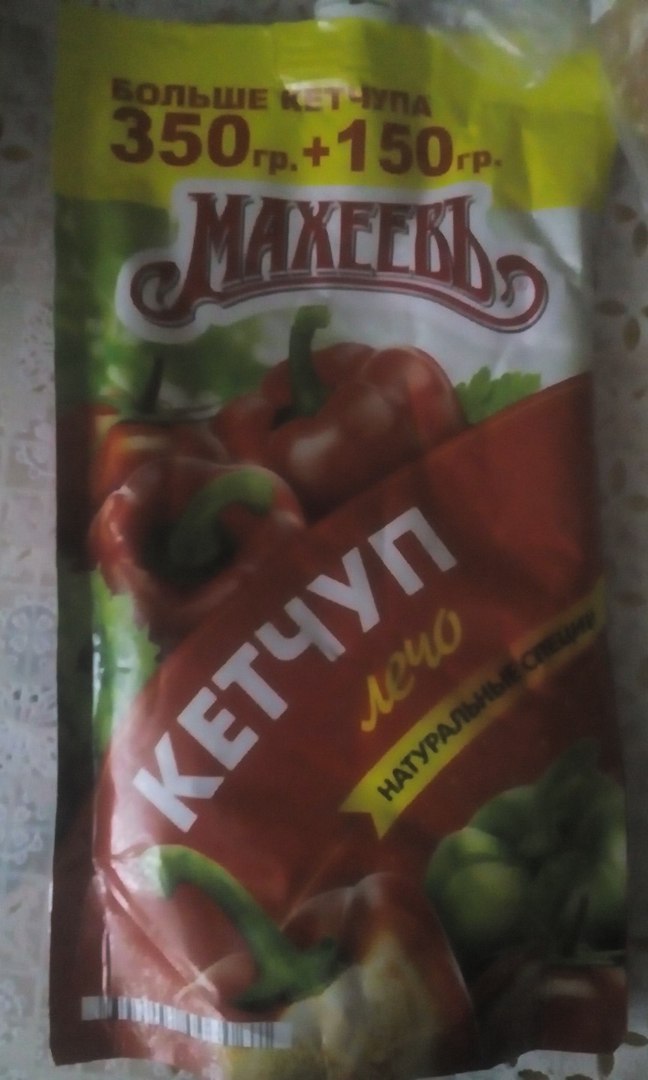 БОЛЬШЕ КЕТЧУПА
350гр.+150гр.
МАХЕЕВЪ
КЕТЧУП
лечо
НАТУРАЛЬНЫЕ СПЕЦИИ